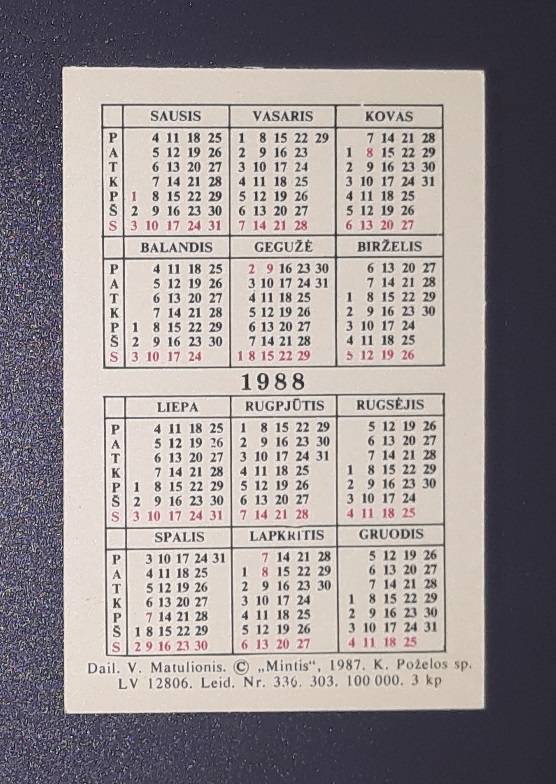 SAUSIS VASARIS KOVAS
P 4 11 18 25 1 8 15 22 29 7 14 21 28
A 5 12 19 26 2 9 16 23 1 8 15 22 29
T 6 13 20 27 3 10 17 24 2 9 16 23 30
K 7 14 21 28 4 11 18 25 3 10 17 24 31
P 1 8 15 22 29 5 12 19 26 4 11 18 25
Š 2 9 16 23 30 6 13 20 27 5 12 19 26
S 3 10 17 24 31 7 14 21 28 6 13 20 27
BALANDIS GEGUŽĖ BIRŽELIS
P 4 11 18 25 2 9 16 23 30 6 13 20 27
A 5 12 19 26 3 10 17 24 31 7 14 21 28
T 6 13 20 27 4 11 18 25 1 8 15 22 29
K 7 14 21 28 5 12 19 26 2 9 16 23 30
P 1 8 15 22 29 6 13 20 27 3 10 17 24
Š 2 9 16 23 30 7 14 21 28 4 11 18 25
S 3 10 17 24 1 8 15 22 29 5 12 19 26
1988
LIEPA RUGPJŪTIS RUGSĖJIS
P 4 11 18 25 1 8 15 22 29 5 12 19 26
A 5 12 19 26 2 9 16 23 30 6 13 20 27
T 6 13 20 27 3 10 17 24 31 7 14 21 28
K 7 14 21 28 4 11 18 25 1 8 15 22 29
P 1 8 15 22 29 5 12 19 26 2 9 16 23 30
Š 2 9 16 23 30 6 13 20 27 3 10 17 24
S 3 10 17 24 31 7 14 21 28 4 11 18 25
SPALIS LAPKRITIS GRUODIS
P 3 10 17 24 31 7 14 21 28 5 12 19 26
A 4 11 18 25 1 8 15 22 29 6 13 20 27
T 5 12 19 26 2 9 16 23 30 7 14 21 28
K 6 13 20 27 3 10 17 24 1 8 15 22 29
P 7 14 21 28 4 11 18 25 2 9 16 23 30
Š 1 8 15 22 29 5 12 19 26 3 10 17 24 31
S 2 9 16 23 30 6 13 20 27 4 11 18 25
Dail. V. Matulionis. © „Mintis“, 1987. K. Poželos sp.
LV 12806. Leid. Nr. 336. 303. 100 000. 3 kp